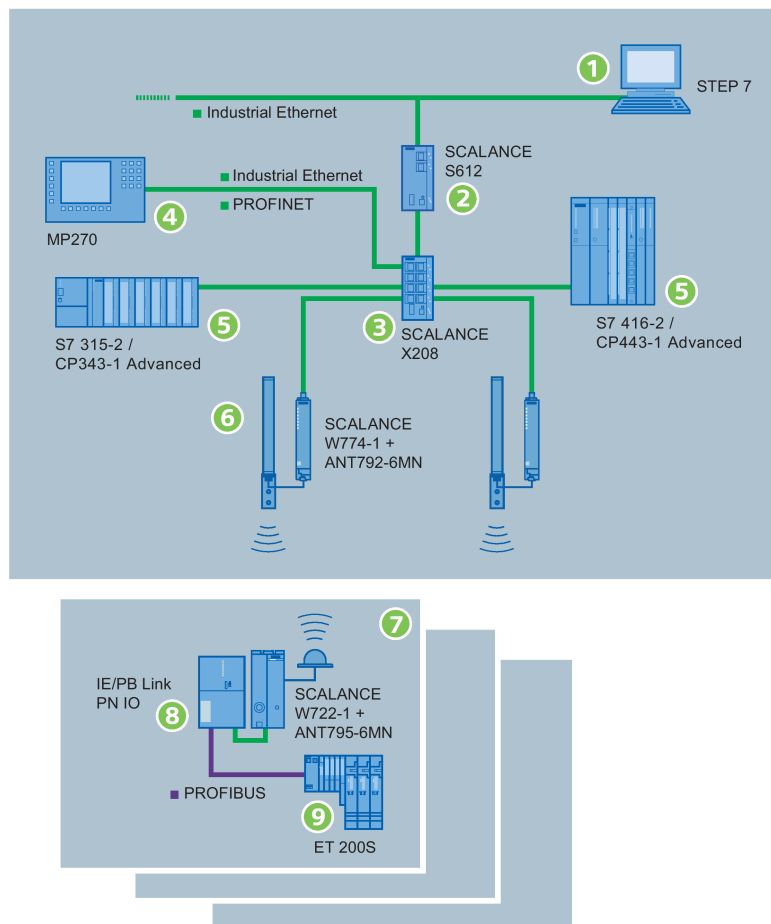 1
STEP 7
Industrial Ethernet
SCALANCE
S612
2
Industrial Ethernet
PROFINET
4
MP270
5
S7 315-2 /
CP343-1 Advanced
3
SCALANCE
X208
5
S7 416-2 /
CP443-1 Advanced
6
SCALANCE
W774-1 +
ANT792-6MN
7
IE/PB Link
PN IO
8
SCALANCE
W722-1 +
ANT795-6MN
PROFIBUS
9
ET 200S